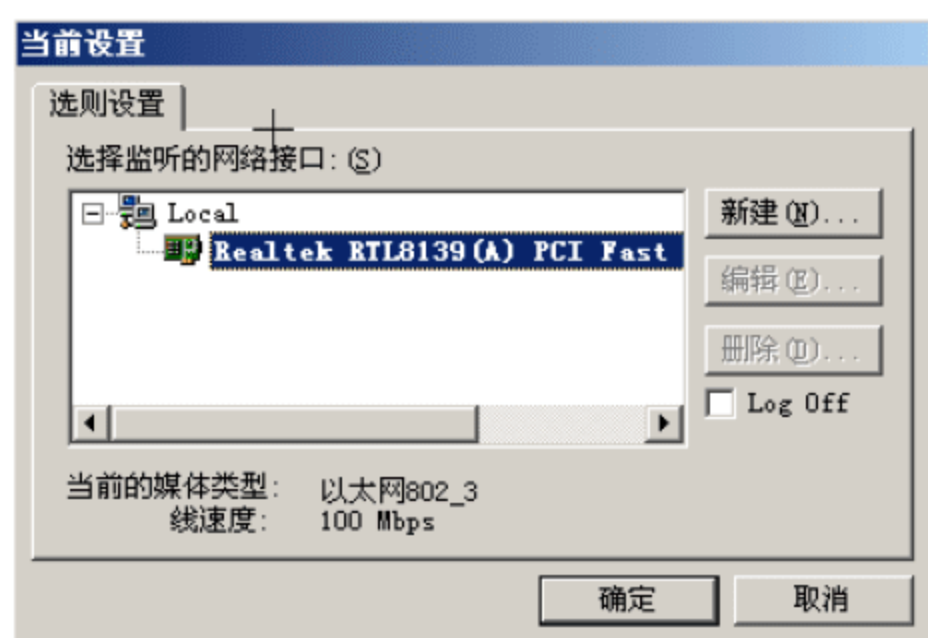 当前设置
选则设置
选择监听的网络接口:(S)
Local
Realtek RTL8139(A) PCI Fast
新建(N)...
编辑(E)...
删除(D)...
Log Off
当前的媒体类型: 以太网802_3
线速度: 100 Mbps
确定 取消